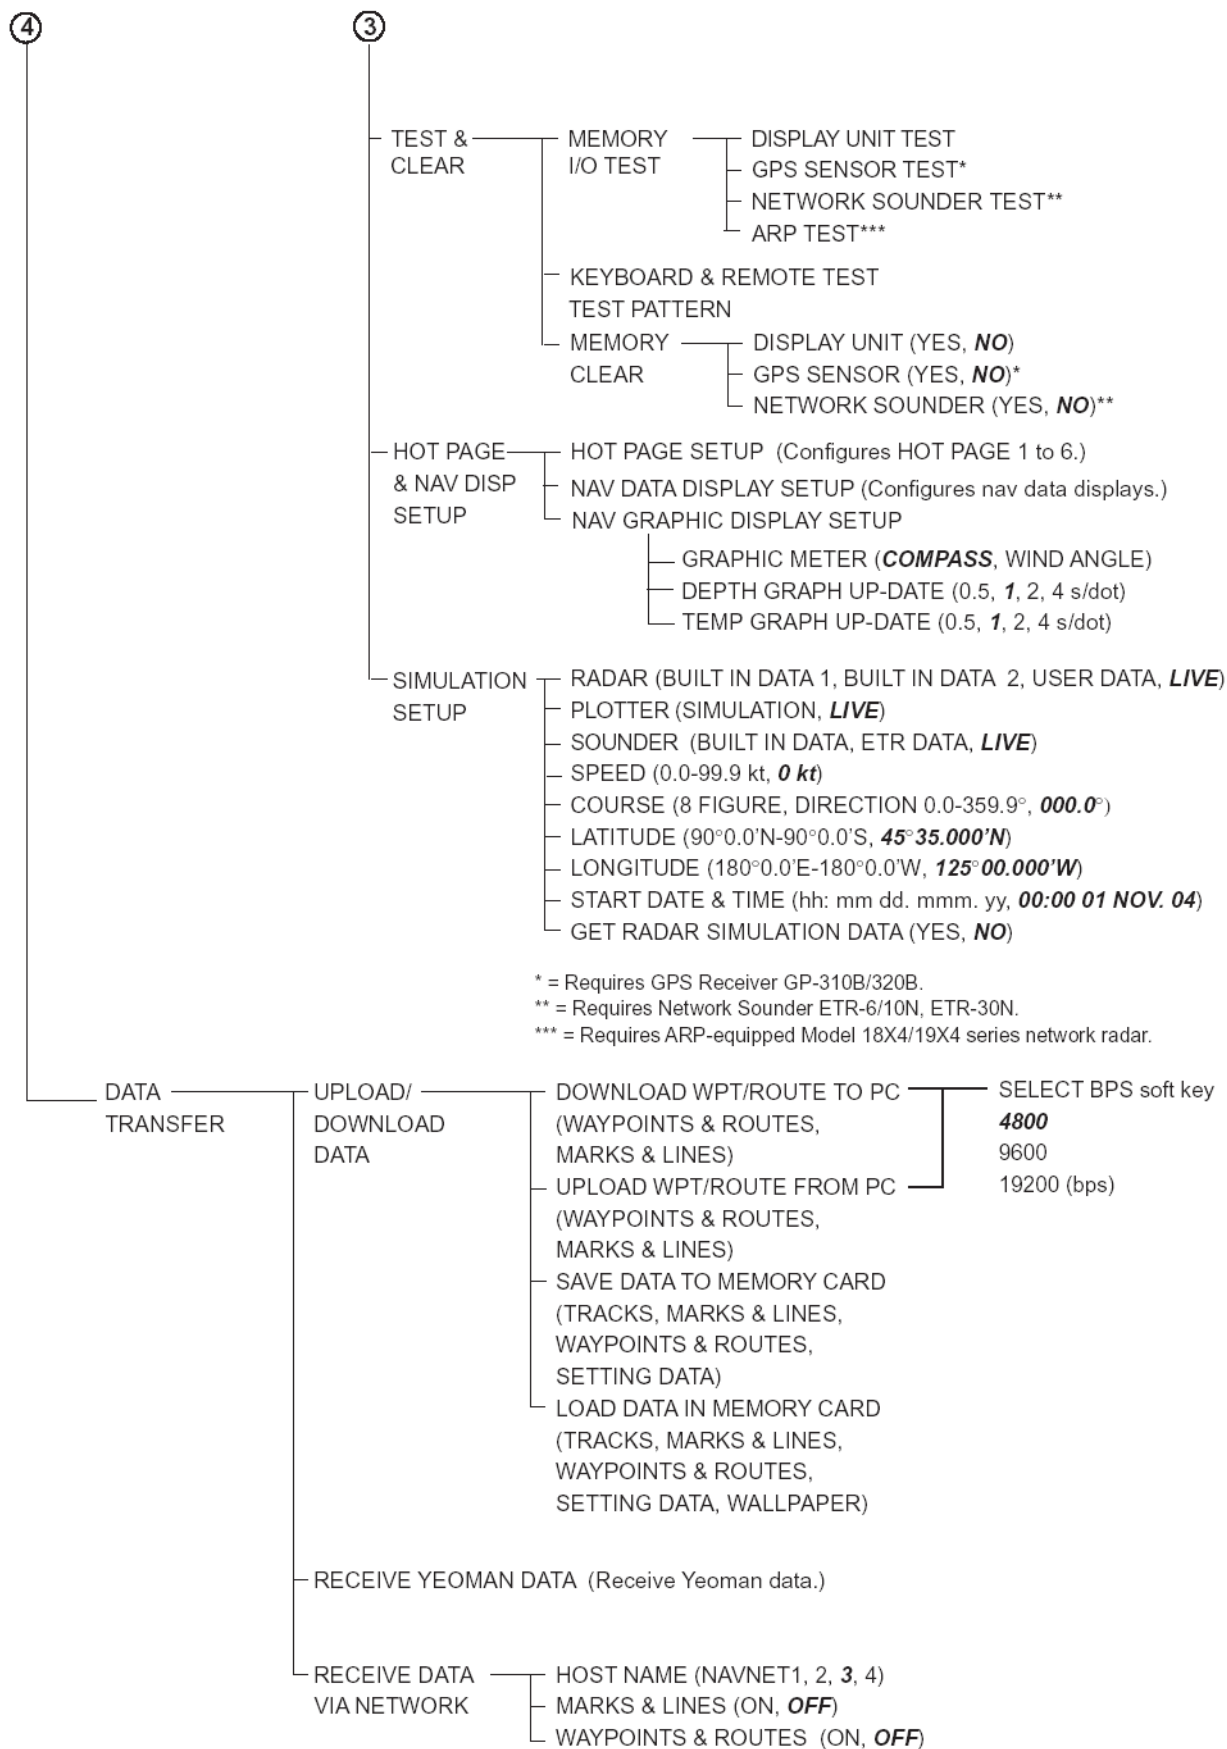 4
3
TEST &
CLEAR
MEMORY
I/O TEST
DISPLAY UNIT TEST
GPS SENSOR TEST*
NETWORK SOUNDER TEST**
ARP TEST***
KEYBOARD & REMOTE TEST
TEST PATTERN
MEMORY
CLEAR
DISPLAY UNIT (YES, NO)
GPS SENSOR (YES, NO)*
NETWORK SOUNDER (YES, NO)**
HOT PAGE
& NAV DISP
SETUP
HOT PAGE SETUP (Configures HOT PAGE 1 to 6.)
NAV DATA DISPLAY SETUP (Configures nav data displays.)
NAV GRAPHIC DISPLAY SETUP
GRAPHIC METER (COMPASS, WIND ANGLE)
DEPTH GRAPH UP-DATE (0.5, 1, 2, 4 s/dot)
TEMP GRAPH UP-DATE (0.5, 1, 2, 4 s/dot)
SIMULATION
SETUP
RADAR (BUILT IN DATA 1, BUILT IN DATA 2, USER DATA, LIVE)
PLOTTER (SIMULATION, LIVE)
SOUNDER (BUILT IN DATA, ETR DATA, LIVE)
SPEED (0.0-99.9 kt, 0 kt)
COURSE (8 FIGURE, DIRECTION 0.0-359.9°, 000.0°)
LATITUDE (90°0.0'N-90°0.0'S, 45°35.000'N)
LONGITUDE (180°0.0'E-180°0.0'W, 125°00.000'W)
START DATE & TIME (hh: mm dd. mmm. yy, 00:00 01 NOV. 04)
GET RADAR SIMULATION DATA (YES, NO)
* = Requires GPS Receiver GP-310B/320B.
** = Requires Network Sounder ETR-6/10N, ETR-30N.
*** = Requires ARP-equipped Model 18X4/19X4 series network radar.
DATA
TRANSFER
UPLOAD/
DOWNLOAD
DATA
DOWNLOAD WPT/ROUTE TO PC
(WAYPOINTS & ROUTES,
MARKS & LINES)
UPLOAD WPT/ROUTE FROM PC
(WAYPOINTS & ROUTES,
MARKS & LINES)
SELECT BPS soft key
4800
9600
19200 (bps)
SAVE DATA TO MEMORY CARD
(TRACKS, MARKS & LINES,
WAYPOINTS & ROUTES,
SETTING DATA)
LOAD DATA IN MEMORY CARD
(TRACKS, MARKS & LINES,
WAYPOINTS & ROUTES,
SETTING DATA, WALLPAPER)
RECEIVE YEOMAN DATA (Receive Yeoman data.)
RECEIVE DATA
VIA NETWORK
HOST NAME (NAVNET1, 2, 3, 4)
MARKS & LINES (ON, OFF)
WAYPOINTS & ROUTES (ON, OFF)